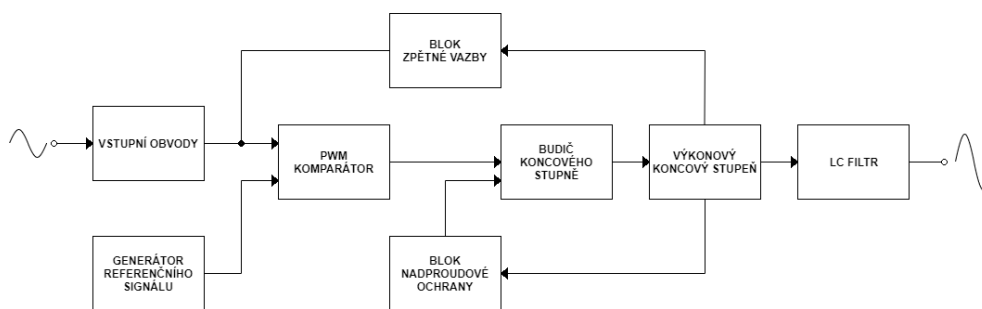 BLOK
ZPĚTNÉ VAZBY
VSTUPNÍ OBVODY
PWM
KOMPARÁTOR
BUDIČ
KONCOVÉHO
STUPNĚ
VÝKONOVÝ
KONCOVÝ STUPEŇ
LC FILTR
GENERÁTOR
REFERENČNÍHO
SIGNÁLU
BLOK
NADPROUDOVÉ
OCHRANY